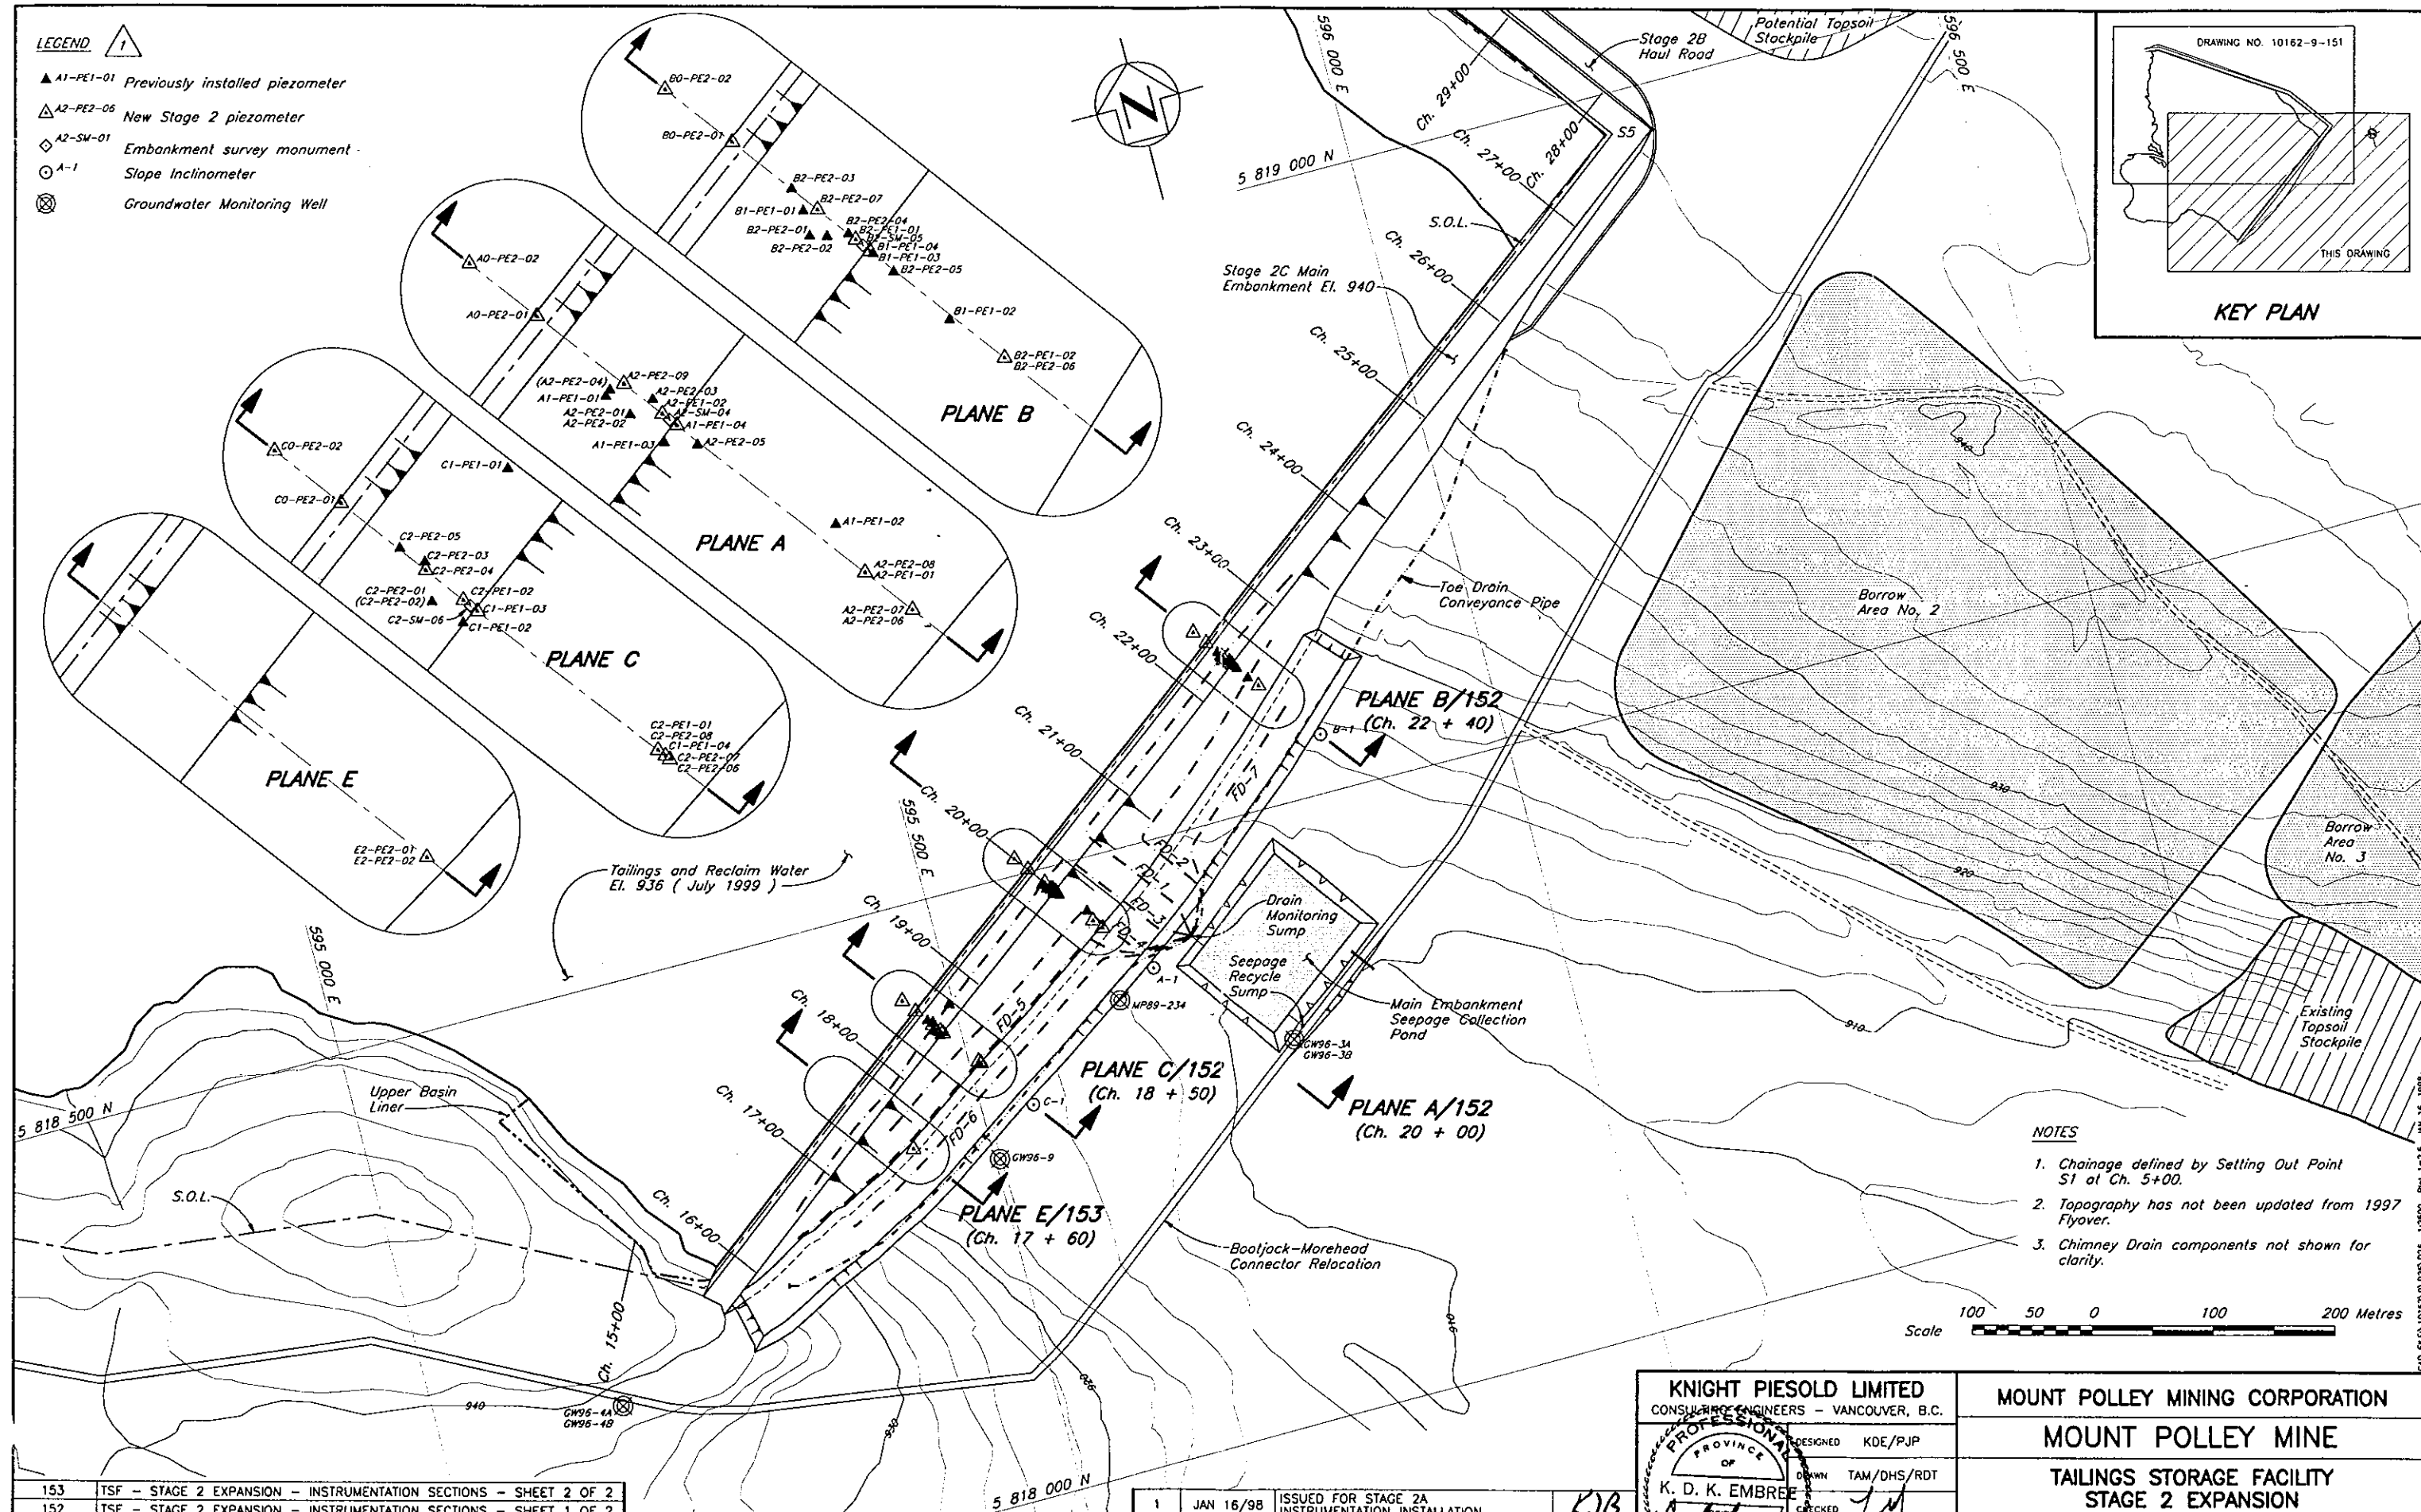 LEGEND
1
A1-PE1-01 Previously installed piezometer
A2-PE2-06 New Stage 2 piezometer
A2-SM-01 Embankment survey monument
A-1 Slope Inclinometer
Groundwater Monitoring Well
B0-PE2-02
B0-PE2-01
B2-PE2-03
B2-PE2-07
B1-PE1-01
B2-PE2-04
B2-PE2-01
B2-PE1-01
B2-SM-05
B2-PE2-02
B1-PE1-04
B1-PE1-03
B2-PE2-05
B1-PE1-02
B2-PE1-02
B2-PE2-06
PLANE B
A0-PE2-02
A0-PE2-01
A2-PE2-09
(A2-PE2-04)
A1-PE1-01
A2-PE2-03
A2-PE1-02
A2-PE2-01
A2-SM-04
A2-PE2-02
A1-PE1-04
A1-PE1-03
A2-PE2-05
A1-PE1-02
A2-PE2-08
A2-PE1-01
A2-PE2-07
A2-PE2-06
PLANE A
C0-PE2-02
C1-PE1-01
C0-PE2-01
C2-PE2-05
C2-PE2-03
C2-PE2-04
C2-PE2-01
(C2-PE2-02)
C2-PE1-02
C1-PE1-03
C2-SM-06
C1-PE1-02
PLANE C
C2-PE1-01
C2-PE2-08
C1-PE1-04
C2-PE2-07
C2-PE2-06
PLANE E
E2-PE2-01
E2-PE2-02
N
596 000 E
596 500 E
5 819 000 N
Stage 2B
Haul Road
Potential Topsoil
Stockpile
DRAWING NO. 10162-9-151
THIS DRAWING
KEY PLAN
Ch. 29+00
Ch. 28+00
Ch. 27+00
S5
S.O.L.
Ch. 26+00
Stage 2C Main
Embankment El. 940
Ch. 25+00
Ch. 24+00
Ch. 23+00
Ch. 22+00
Ch. 21+00
Ch. 20+00
Ch. 19+00
Ch. 18+00
Ch. 17+00
Ch. 16+00
Ch. 15+00
940
Toe Drain
Conveyance Pipe
Borrow
Area No. 2
930
Borrow
Area
No. 3
920
910
Existing
Topsoil
Stockpile
PLANE B/152
(Ch. 22 + 40)
B-1
FD-7
FD-2
FD-1
FD-3
FD-4
FD-5
FD-6
595 500 E
Tailings and Reclaim Water
El. 936 ( July 1999 )
595 000 E
Drain
Monitoring
Sump
Seepage
Recycle
Sump
A-1
MP89-234
Main Embankment
Seepage Collection
Pond
GW96-3A
GW96-3B
PLANE C/152
(Ch. 18 + 50)
C-1
PLANE A/152
(Ch. 20 + 00)
GW96-9
PLANE E/153
(Ch. 17 + 60)
Upper Basin
Liner
5 818 500 N
S.O.L.
Bootjack-Morehead
Connector Relocation
910
920
930
940
GW96-4A
GW96-4B
5 818 000 N
NOTES
1. Chainage defined by Setting Out Point
S1 at Ch. 5+00.
2. Topography has not been updated from 1997
Flyover.
3. Chimney Drain components not shown for
clarity.
Scale
100 50 0 100 200 Metres
153 TSF - STAGE 2 EXPANSION - INSTRUMENTATION SECTIONS - SHEET 2 OF 2
152 TSF - STAGE 2 EXPANSION - INSTRUMENTATION SECTIONS - SHEET 1 OF 2
1 JAN 16/98 ISSUED FOR STAGE 2A
INSTRUMENTATION INSTALLATION
KNIGHT PIESOLD LIMITED
CONSULTING ENGINEERS - VANCOUVER, B.C.
PROFESSIONAL
PROVINCE
OF
K. D. K. EMBREE
DESIGNED KDE/PJP
DRAWN TAM/DHS/RDT
CHECKED
MOUNT POLLEY MINING CORPORATION
MOUNT POLLEY MINE
TAILINGS STORAGE FACILITY
STAGE 2 EXPANSION